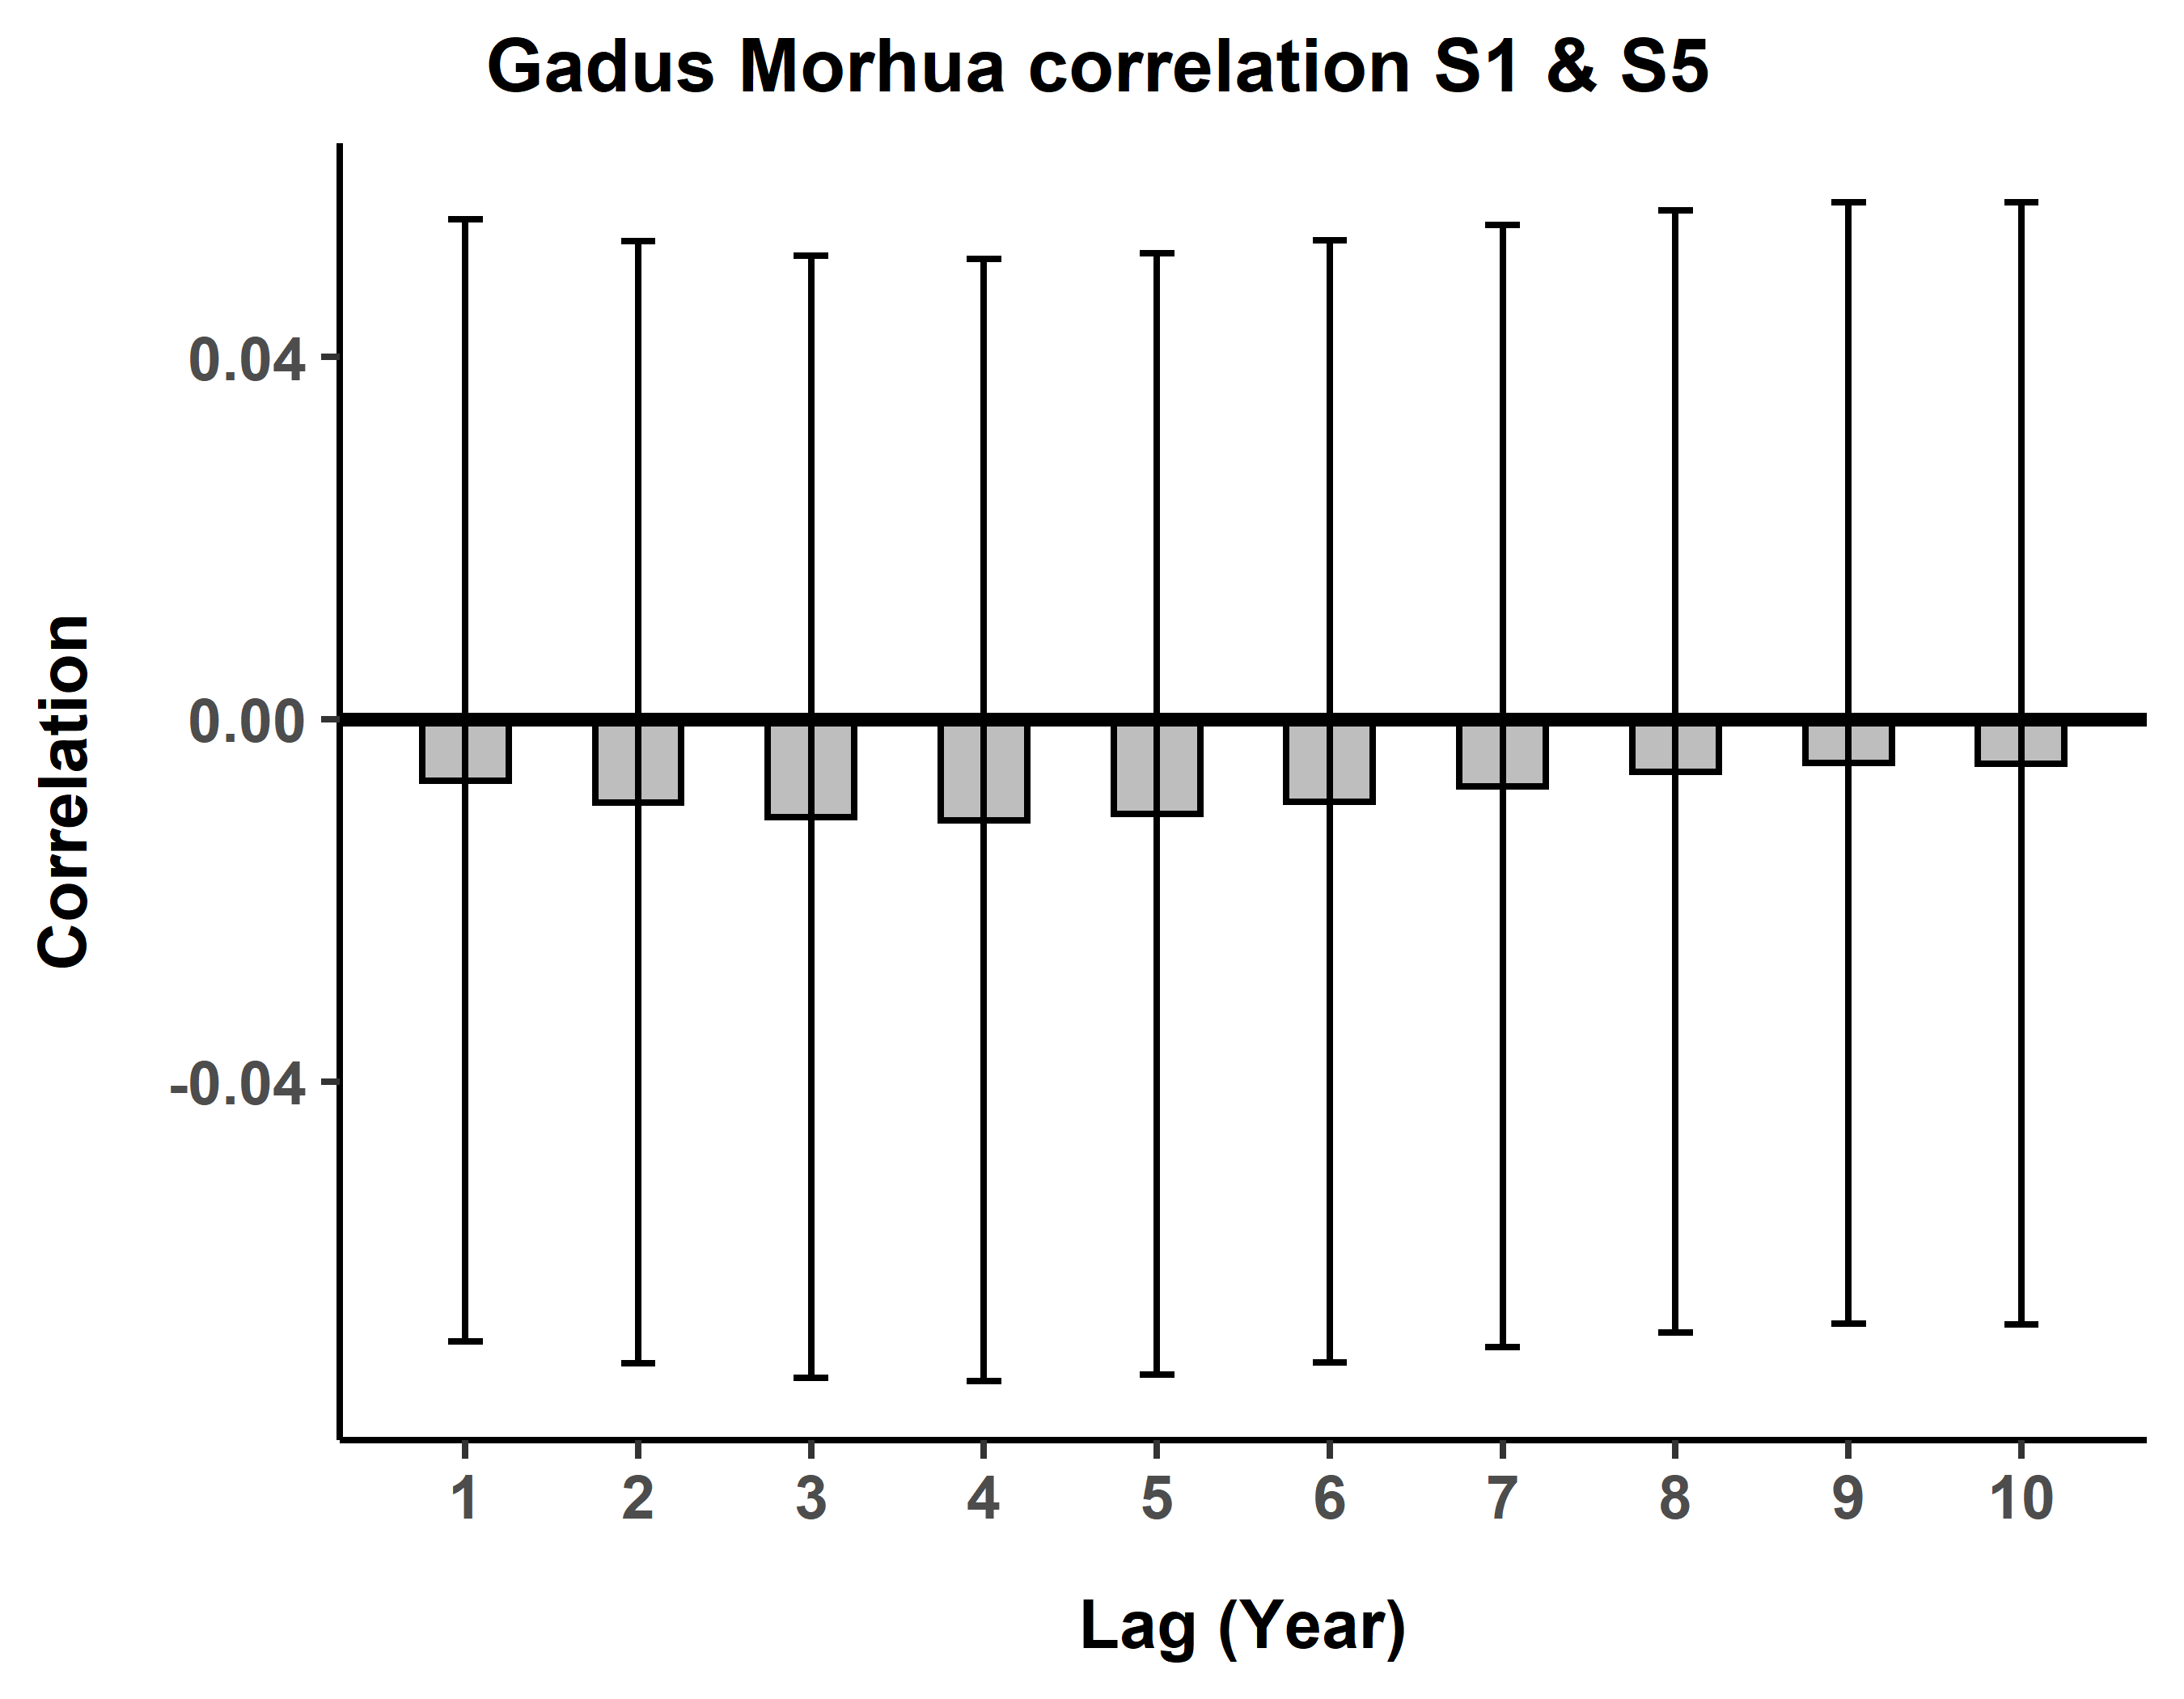 Gadus Morhua correlation S1 & S5
Correlation
0.04
0.00
-0.04
1 2 3 4 5 6 7 8 9 10
Lag (Year)